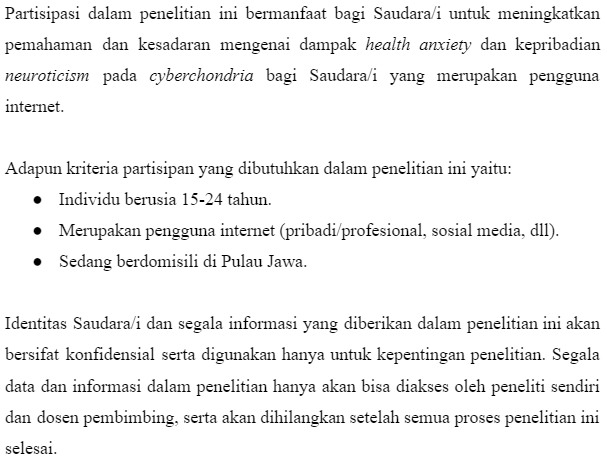 Partisipasi dalam penelitian ini bermanfaat bagi Saudara/i untuk meningkatkan
pemahaman dan kesadaran mengenai dampak health anxiety dan kepribadian
neuroticism pada cyberchondria bagi Saudara/i yang merupakan pengguna
internet.
Adapun kriteria partisipan yang dibutuhkan dalam penelitian ini yaitu:
● Individu berusia 15-24 tahun.
● Merupakan pengguna internet (pribadi/profesional, sosial media, dll).
● Sedang berdomisili di Pulau Jawa.
Identitas Saudara/i dan segala informasi yang diberikan dalam penelitian ini akan
bersifat konfidensial serta digunakan hanya untuk kepentingan penelitian. Segala
data dan informasi dalam penelitian hanya akan bisa diakses oleh peneliti sendiri
dan dosen pembimbing, serta akan dihilangkan setelah semua proses penelitian ini
selesai.